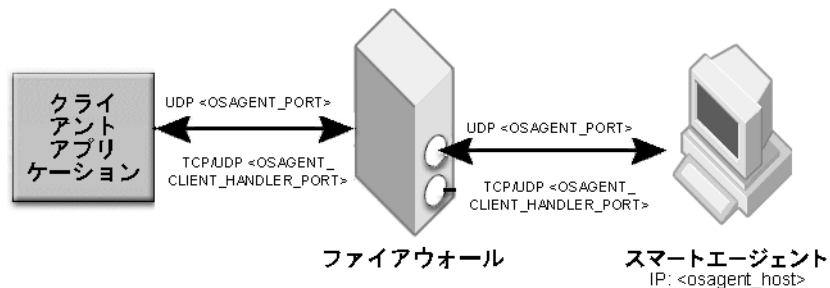 クライ
アント
アプリ
ケーション
UDP <OSAGENT_PORT>
TCP/UDP <OSAGENT_
CLIENT_HANDLER_PORT>
UDP <OSAGENT_PORT>
TCP/UDP <OSAGENT_
CLIENT_HANDLER_PORT>
ファイアウォール
スマートエージェント
IP: <osagent_host>